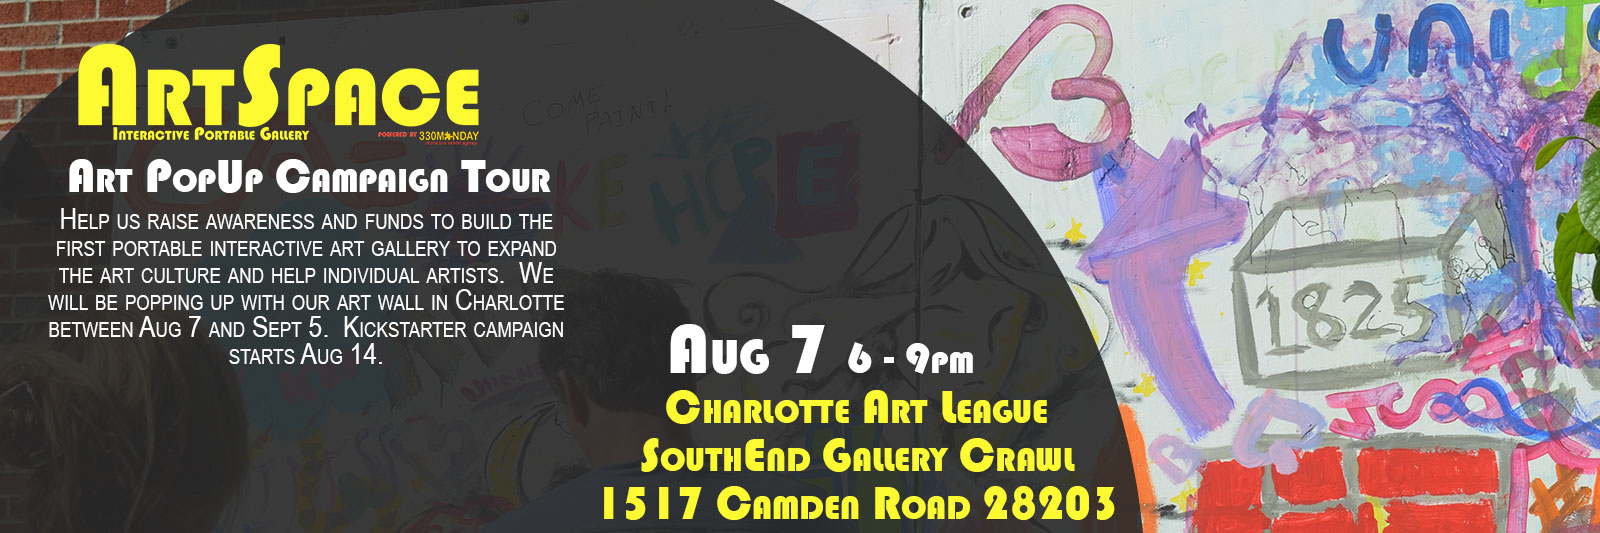 ArtSpace
Interactive Portable Gallery
powered by 330M★NDAY
Art PopUp Campaign Tour
Help us raise awareness and funds to build the
first portable interactive art gallery to expand
the art culture and help individual artists. We
will be popping up with our art wall in Charlotte
between Aug 7 and Sept 5. Kickstarter campaign
starts Aug 14.
Aug 7 6 - 9pm
Charlotte Art League
SouthEnd Gallery Crawl
1517 Camden Road 28203
COME
PAINT!
HOPE
1825